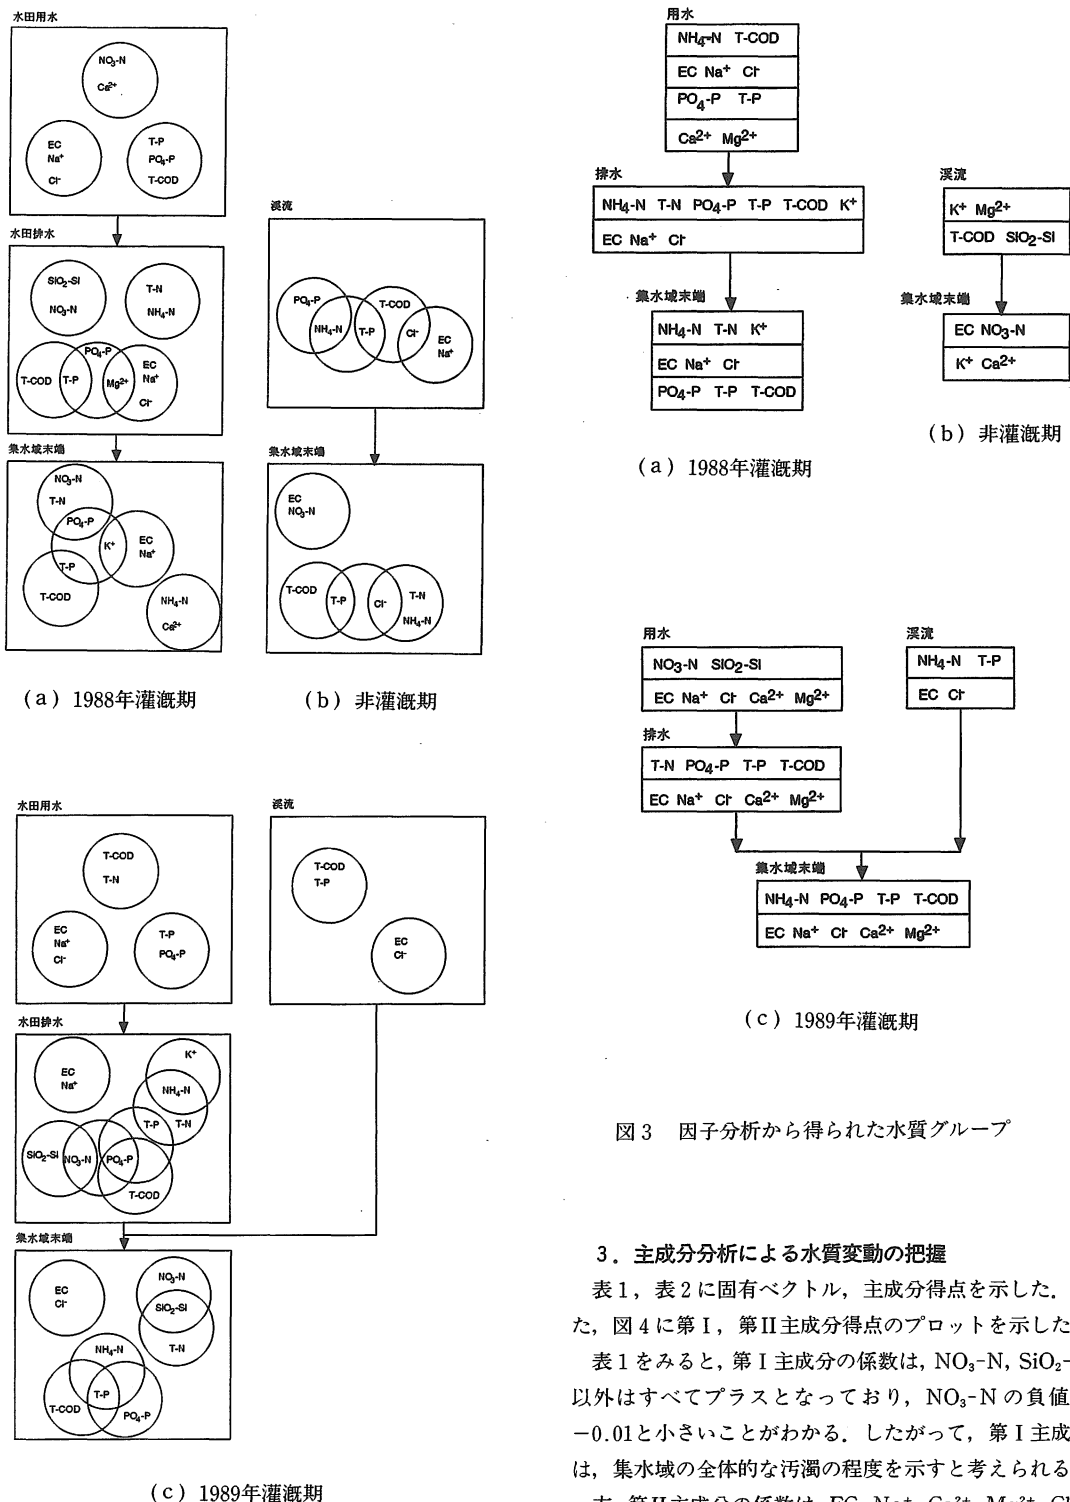 水田用水
NO₃-N
Ca²⁺
EC
Na⁺
Cl⁻
T-P
PO₄-P
T-COD
水田排水
SiO₂-Si
NO₃-N
T-N
NH₄-N
T-COD
T-P
PO₄-P
Mg²⁺
EC
Na⁺
Cl⁻
集水域末端
NO₃-N
T-N
PO₄-P
K⁺
EC
Na⁺
T-P
T-COD
NH₄-N
Ca²⁺
(a) 1988年灌漑期
渓流
PO₄-P
NH₄-N
T-P
T-COD
Cl⁻
EC
Na⁺
集水域末端
EC
NO₃-N
T-COD
T-P
Cl⁻
T-N
NH₄-N
(b) 非灌漑期
水田用水
T-COD
T-N
EC
Na⁺
Cl⁻
T-P
PO₄-P
渓流
T-COD
T-P
EC
Cl⁻
水田排水
EC
Na⁺
K⁺
NH₄-N
T-P
T-N
SiO₂-Si
NO₃-N
PO₄-P
T-COD
集水域末端
EC
Cl⁻
NO₃-N
SiO₂-Si
T-N
NH₄-N
T-P
T-COD
PO₄-P
(c) 1989年灌漑期
用水
NH₄-N T-COD
EC Na⁺ Cl⁻
PO₄-P T-P
Ca²⁺ Mg²⁺
排水
NH₄-N T-N PO₄-P T-P T-COD K⁺
EC Na⁺ Cl⁻
集水域末端
NH₄-N T-N K⁺
EC Na⁺ Cl⁻
PO₄-P T-P T-COD
(a) 1988年灌漑期
渓流
K⁺ Mg²⁺
T-COD SiO₂-Si
集水域末端
EC NO₃-N
K⁺ Ca²⁺
(b) 非灌漑期
用水
NO₃-N SiO₂-Si
EC Na⁺ Cl⁻ Ca²⁺ Mg²⁺
渓流
NH₄-N T-P
EC Cl⁻
排水
T-N PO₄-P T-P T-COD
EC Na⁺ Cl⁻ Ca²⁺ Mg²⁺
集水域末端
NH₄-N PO₄-P T-P T-COD
EC Na⁺ Cl⁻ Ca²⁺ Mg²⁺
(c) 1989年灌漑期
図3 因子分析から得られた水質グループ
3．主成分分析による水質変動の把握
表1，表2に固有ベクトル，主成分得点を示した．
た，図4に第Ⅰ，第Ⅱ主成分得点のプロットを示した
表1をみると，第Ⅰ主成分の係数は，NO₃-N, SiO₂-
以外はすべてプラスとなっており，NO₃-Nの負値
−0.01と小さいことがわかる．したがって，第Ⅰ主成
は，集水域の全体的な汚濁の程度を示すと考えられる